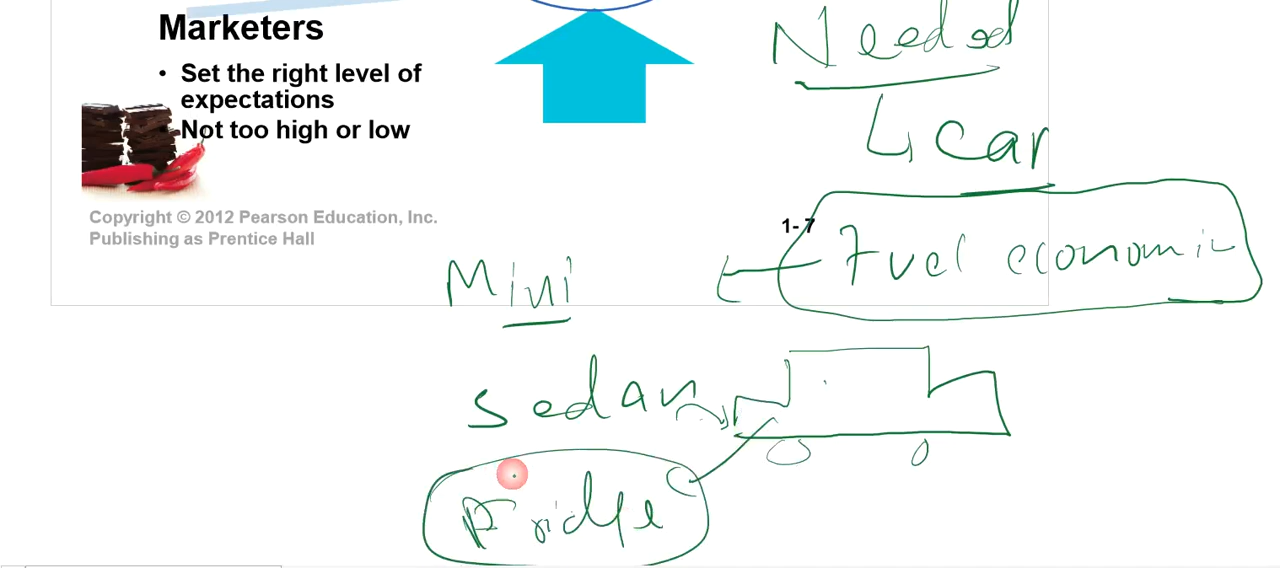 Marketers
• Set the right level of
expectations
Not too high or low
Copyright © 2012 Pearson Education, Inc.
Publishing as Prentice Hall
1-7
Needed
car
Fuel economic
Mini
sedan
Fridge